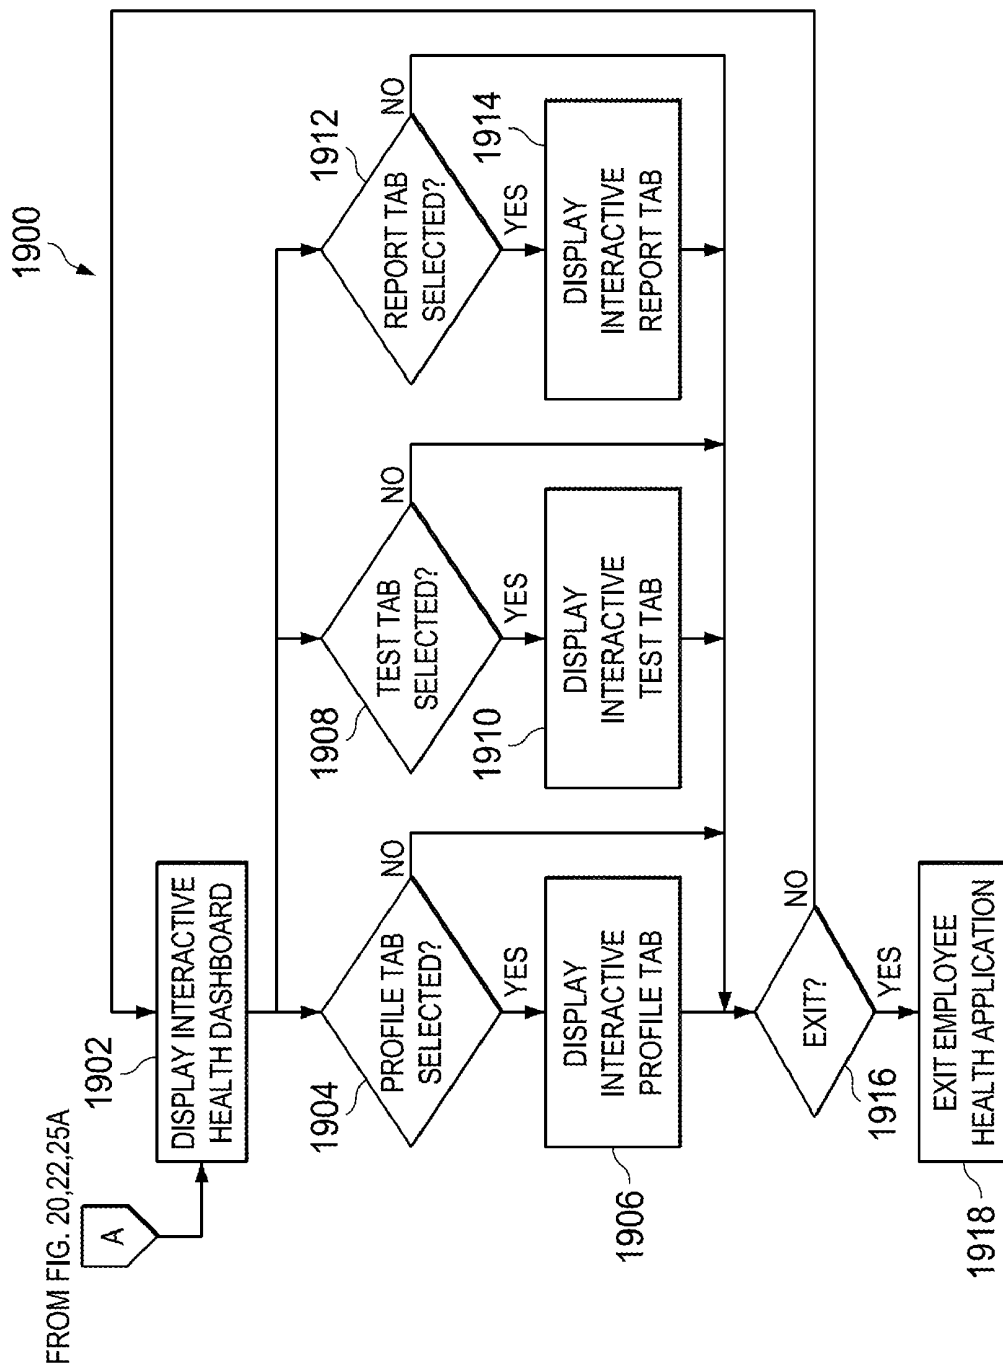 1900
FROM FIG. 20,22,25A
A
1902
DISPLAY INTERACTIVE
HEALTH DASHBOARD
1904
PROFILE TAB
SELECTED?
NO
YES
1908
TEST TAB
SELECTED?
NO
YES
1912
REPORT TAB
SELECTED?
NO
YES
1906
DISPLAY
INTERACTIVE
PROFILE TAB
1910
DISPLAY
INTERACTIVE
TEST TAB
1914
DISPLAY
INTERACTIVE
REPORT TAB
1916
EXIT?
NO
YES
1918
EXIT EMPLOYEE
HEALTH APPLICATION